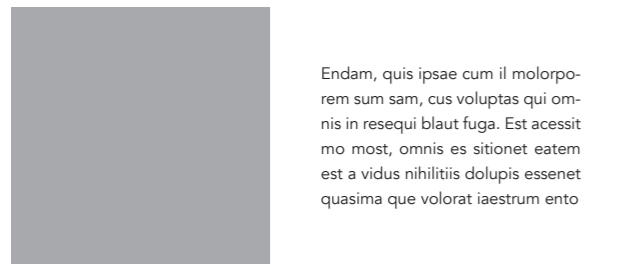 Endam, quis ipsae cum il molorpo-
rem sum sam, cus voluptas qui om-
nis in resequi blaut fuga. Est acessit
mo most, omnis es sitionet eatem
est a vidus nihilitiis dolupis essenet
quasima que volorat iaestrum ento